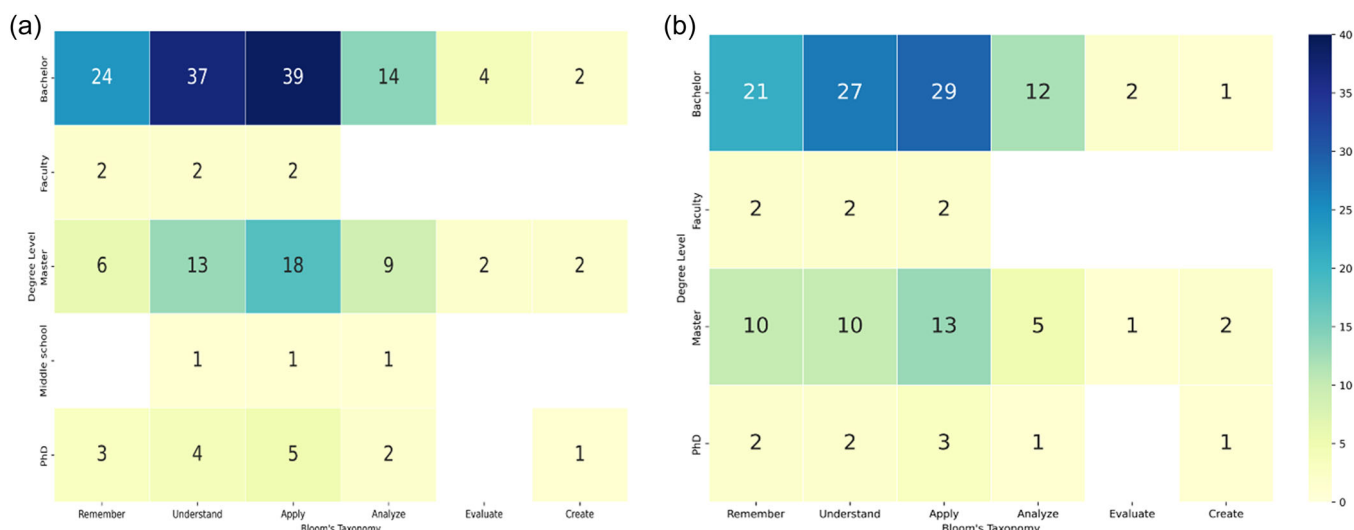 (a)
Bachelor 24 37 39 14 4 2
Faculty 2 2 2
Master 6 13 18 9 2 2
Middle school 1 1 1
PhD 3 4 5 2 1
Degree Level
Remember Understand Apply Analyze Evaluate Create
Bloom's Taxonomy
(b)
Bachelor 21 27 29 12 2 1
Faculty 2 2 2
Master 10 10 13 5 1 2
PhD 2 2 3 1 1
Degree Level
Remember Understand Apply Analyze Evaluate Create
Bloom's Taxonomy
40
35
30
25
20
15
10
5
0